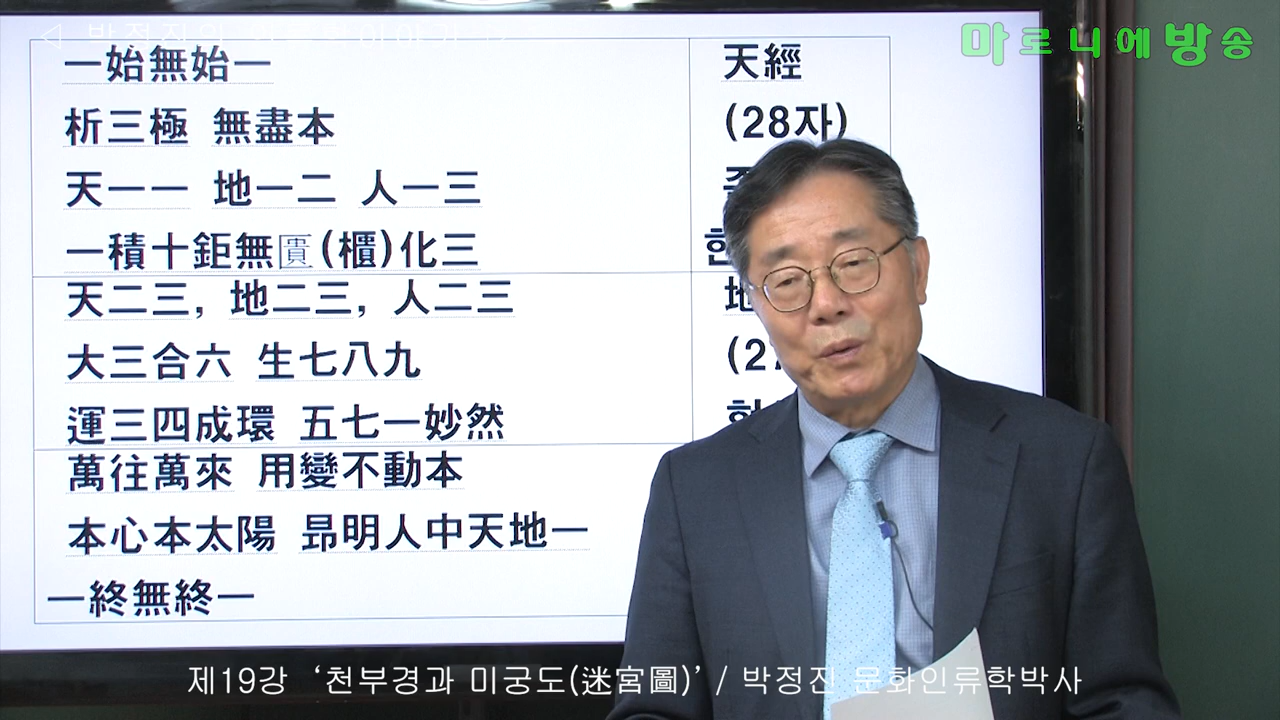 마로니에방송
一始無始一 天經
析三極 無盡本 (28자)
天一一 地一二 人一三
一積十鉅無匱(櫃)化三
天二三, 地二三, 人二三 地
大三合六 生七八九
運三四成環 五七一妙然
萬往萬來 用變不動本
本心本太陽 昂明人中天地一
一終無終一
제19강 ‘천부경과 미궁도(迷宮圖)’ / 박정진 문화인류학박사